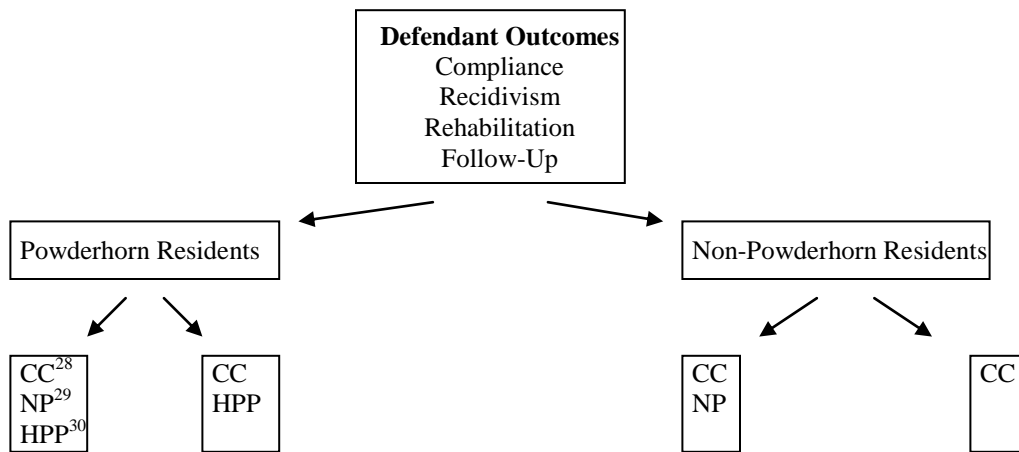 Defendant Outcomes
Compliance
Recidivism
Rehabilitation
Follow-Up
Powderhorn Residents
Non-Powderhorn Residents
CC28
NP29
HPP30
CC
HPP
CC
NP
CC